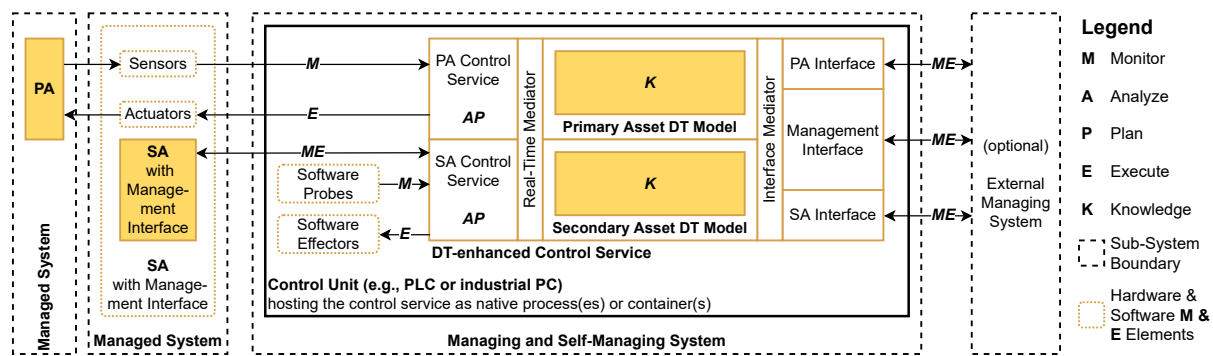 PA
Managed System
Sensors
Actuators
SA
with
Manage-
ment
Interface
SA
with Manage-
ment Interface
Managed System
M
E
ME
Software
Probes
M
Software
Effectors
E
PA Control
Service
AP
SA Control
Service
AP
Real-Time Mediator
K
Primary Asset DT Model
K
Secondary Asset DT Model
Interface Mediator
PA Interface
Management
Interface
SA Interface
DT-enhanced Control Service
Control Unit (e.g., PLC or industrial PC)
hosting the control service as native process(es) or container(s)
Managing and Self-Managing System
ME
ME
ME
(optional)
External
Managing
System
Legend
M Monitor
A Analyze
P Plan
E Execute
K Knowledge
Sub-System
Boundary
Hardware &
Software M &
E Elements